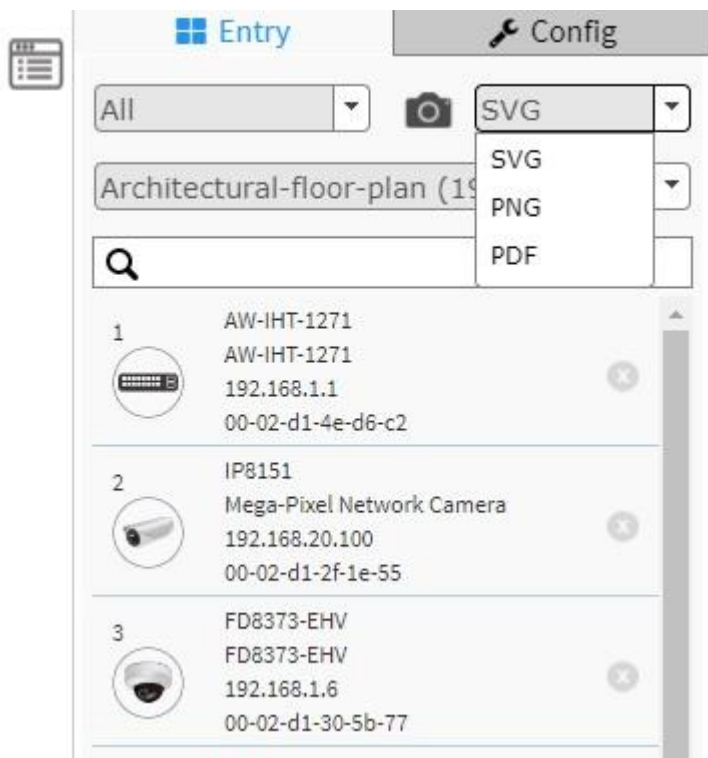 Entry
Config
All
SVG
SVG
PNG
PDF
Architectural-floor-plan (19
1
AW-IHT-1271
AW-IHT-1271
192.168.1.1
00-02-d1-4e-d6-c2
2
IP8151
Mega-Pixel Network Camera
192.168.20.100
00-02-d1-2f-1e-55
3
FD8373-EHV
FD8373-EHV
192.168.1.6
00-02-d1-30-5b-77